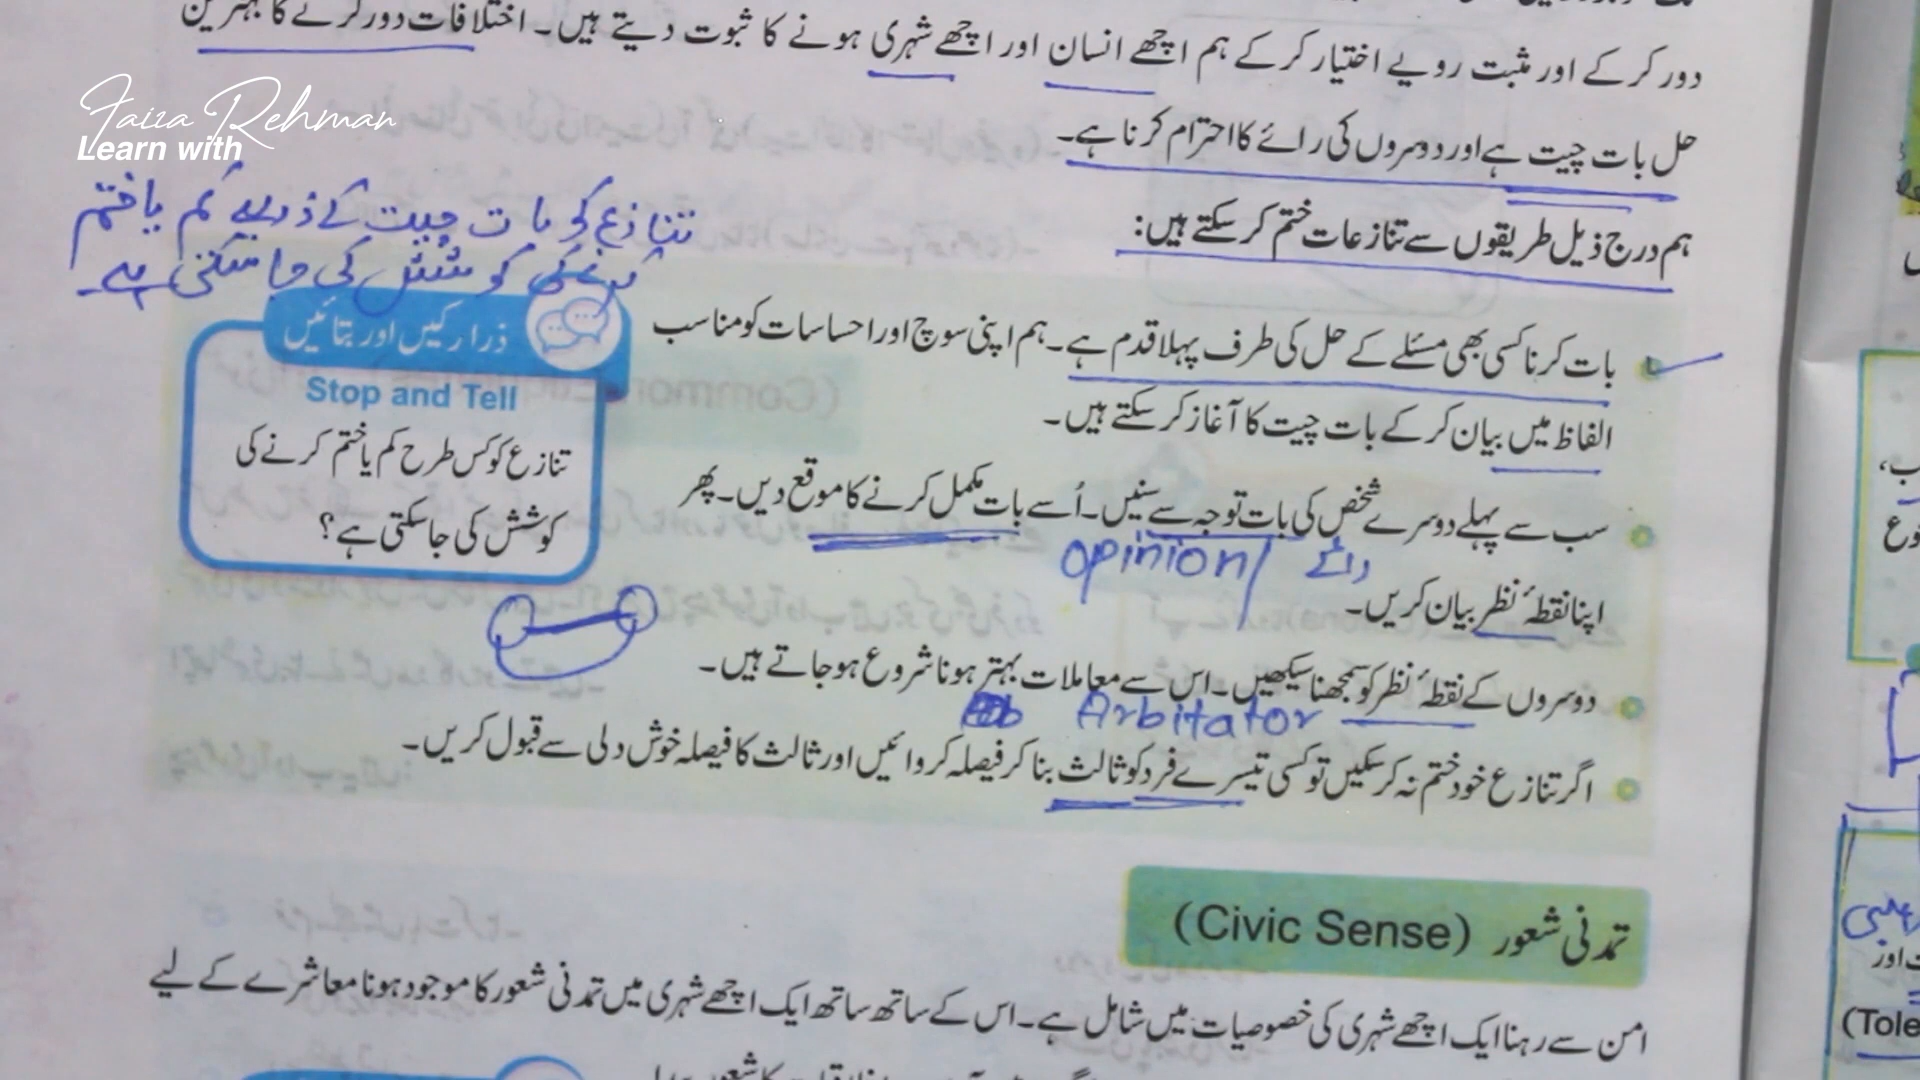 دور کر کے اور مثبت رویے اختیار کر کے ہم اچھے انسان اور اچھے شہری ہونے کا ثبوت دیتے ہیں۔ اختلافات دور کرنے کا بہترین
Faiza Rehman
Learn with
حل بات چیت ہے اور دوسروں کی رائے کا احترام کرنا ہے۔
ہم درج ذیل طریقوں سے تنازعات ختم کر سکتے ہیں:
تنازع کو بات چیت کے ذریعے کم یا ختم
کرنے کی کوشش کی جا سکتی ہے۔
بات کرنا کسی بھی مسئلے کے حل کی طرف پہلا قدم ہے۔ ہم اپنی سوچ اور احساسات کو مناسب
الفاظ میں بیان کر کے بات چیت کا آغاز کر سکتے ہیں۔
ذرا رکیں اور بتائیں
Stop and Tell
تنازع کو کس طرح کم یا ختم کرنے کی
کوشش کی جا سکتی ہے؟
سب سے پہلے دوسرے شخص کی بات توجہ سے سنیں۔ اُسے بات مکمل کرنے کا موقع دیں۔ پھر
opinion/ رائے
اپنا نقطۂ نظر بیان کریں۔
دوسروں کے نقطۂ نظر کو سمجھنا سیکھیں۔ اس سے معاملات بہتر ہونا شروع ہو جاتے ہیں۔
Arbitator
اگر تنازع خود ختم نہ کر سکیں تو کسی تیسرے فرد کو ثالث بنا کر فیصلہ کروائیں اور ثالث کا فیصلہ خوش دلی سے قبول کریں۔
تمدنی شعور (Civic Sense)
امن سے رہنا ایک اچھے شہری کی خصوصیات میں شامل ہے۔ اس کے ساتھ ساتھ ایک اچھے شہری میں تمدنی شعور کا موجود ہونا معاشرے کے لیے
(Tole